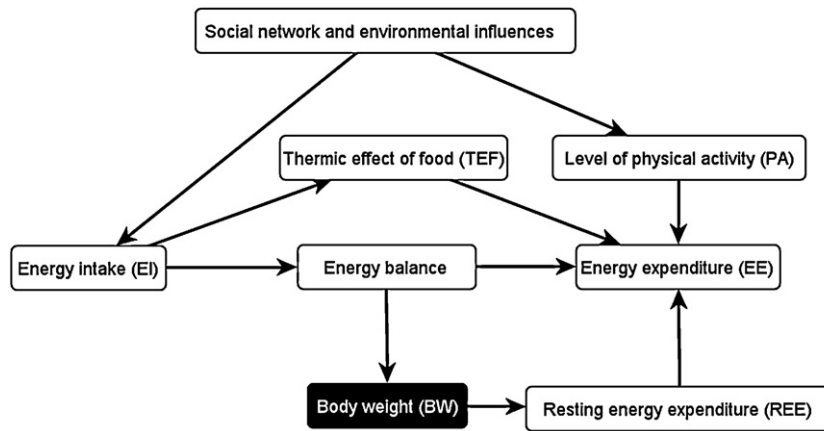 Social network and environmental influences
Thermic effect of food (TEF)
Level of physical activity (PA)
Energy intake (EI)
Energy balance
Energy expenditure (EE)
Body weight (BW)
Resting energy expenditure (REE)